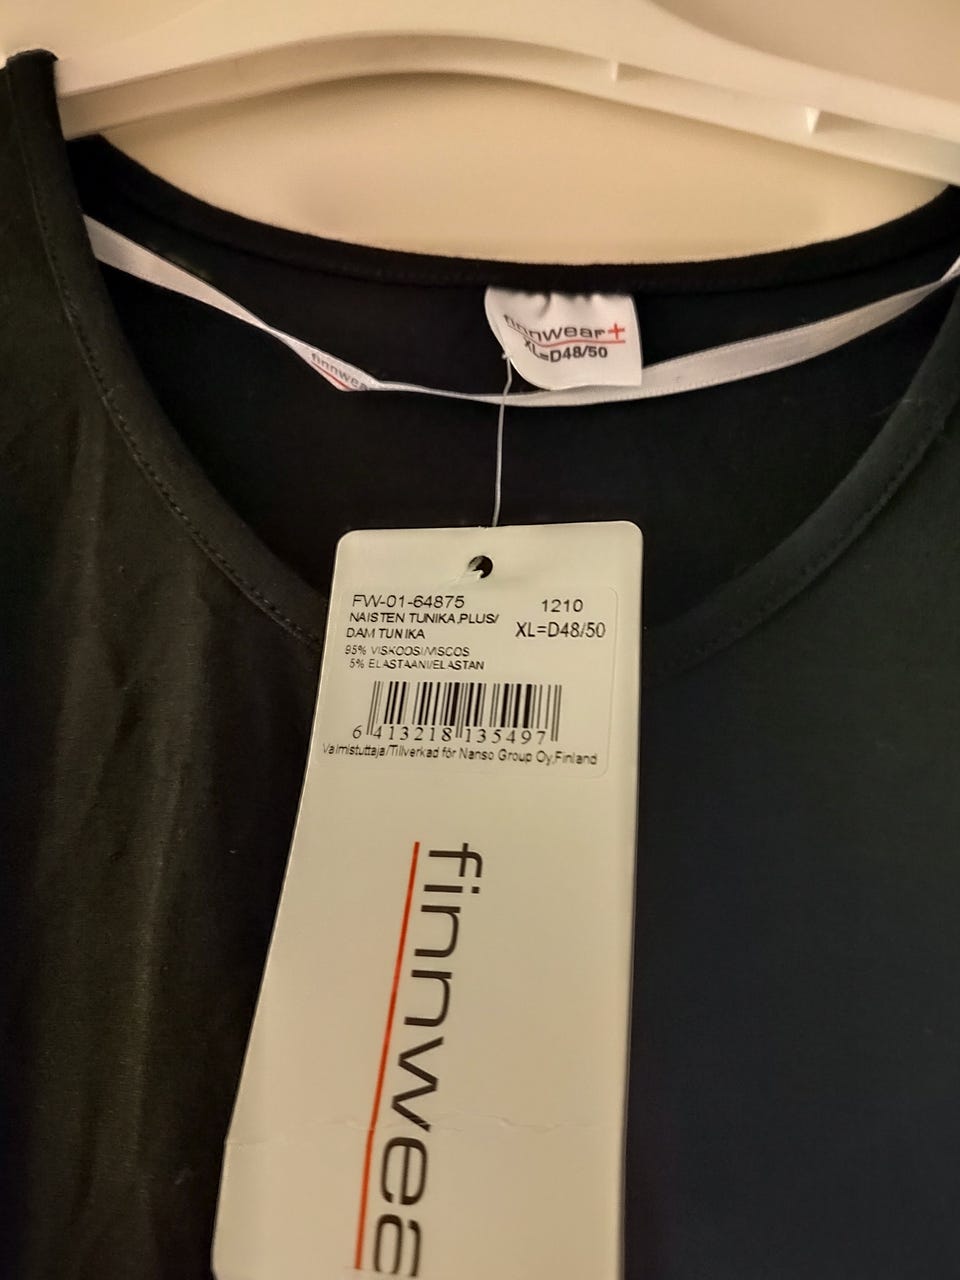 finnwear+
XL=D48/50
finnwea
FW-01-64875
1210
NAISTEN TUNIKA,PLUS/
XL=D48/50
DAM TUNIKA
95% VISKOOSI/VISCOS
5% ELASTAANI/ELASTAN
6 413218 135497
Valmistuttaja/Tillverkad för Nanso Group Oy,Finland
finnwea